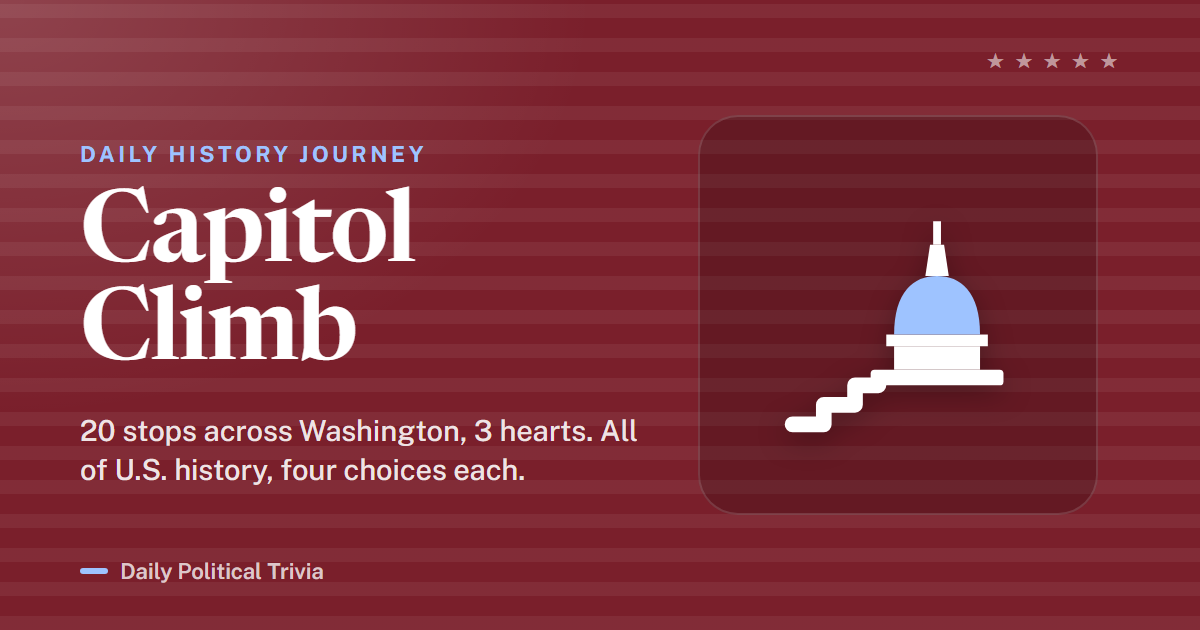 DAILY HISTORY JOURNEY
Capitol
Climb
20 stops across Washington, 3 hearts. All
of U.S. history, four choices each.
Daily Political Trivia